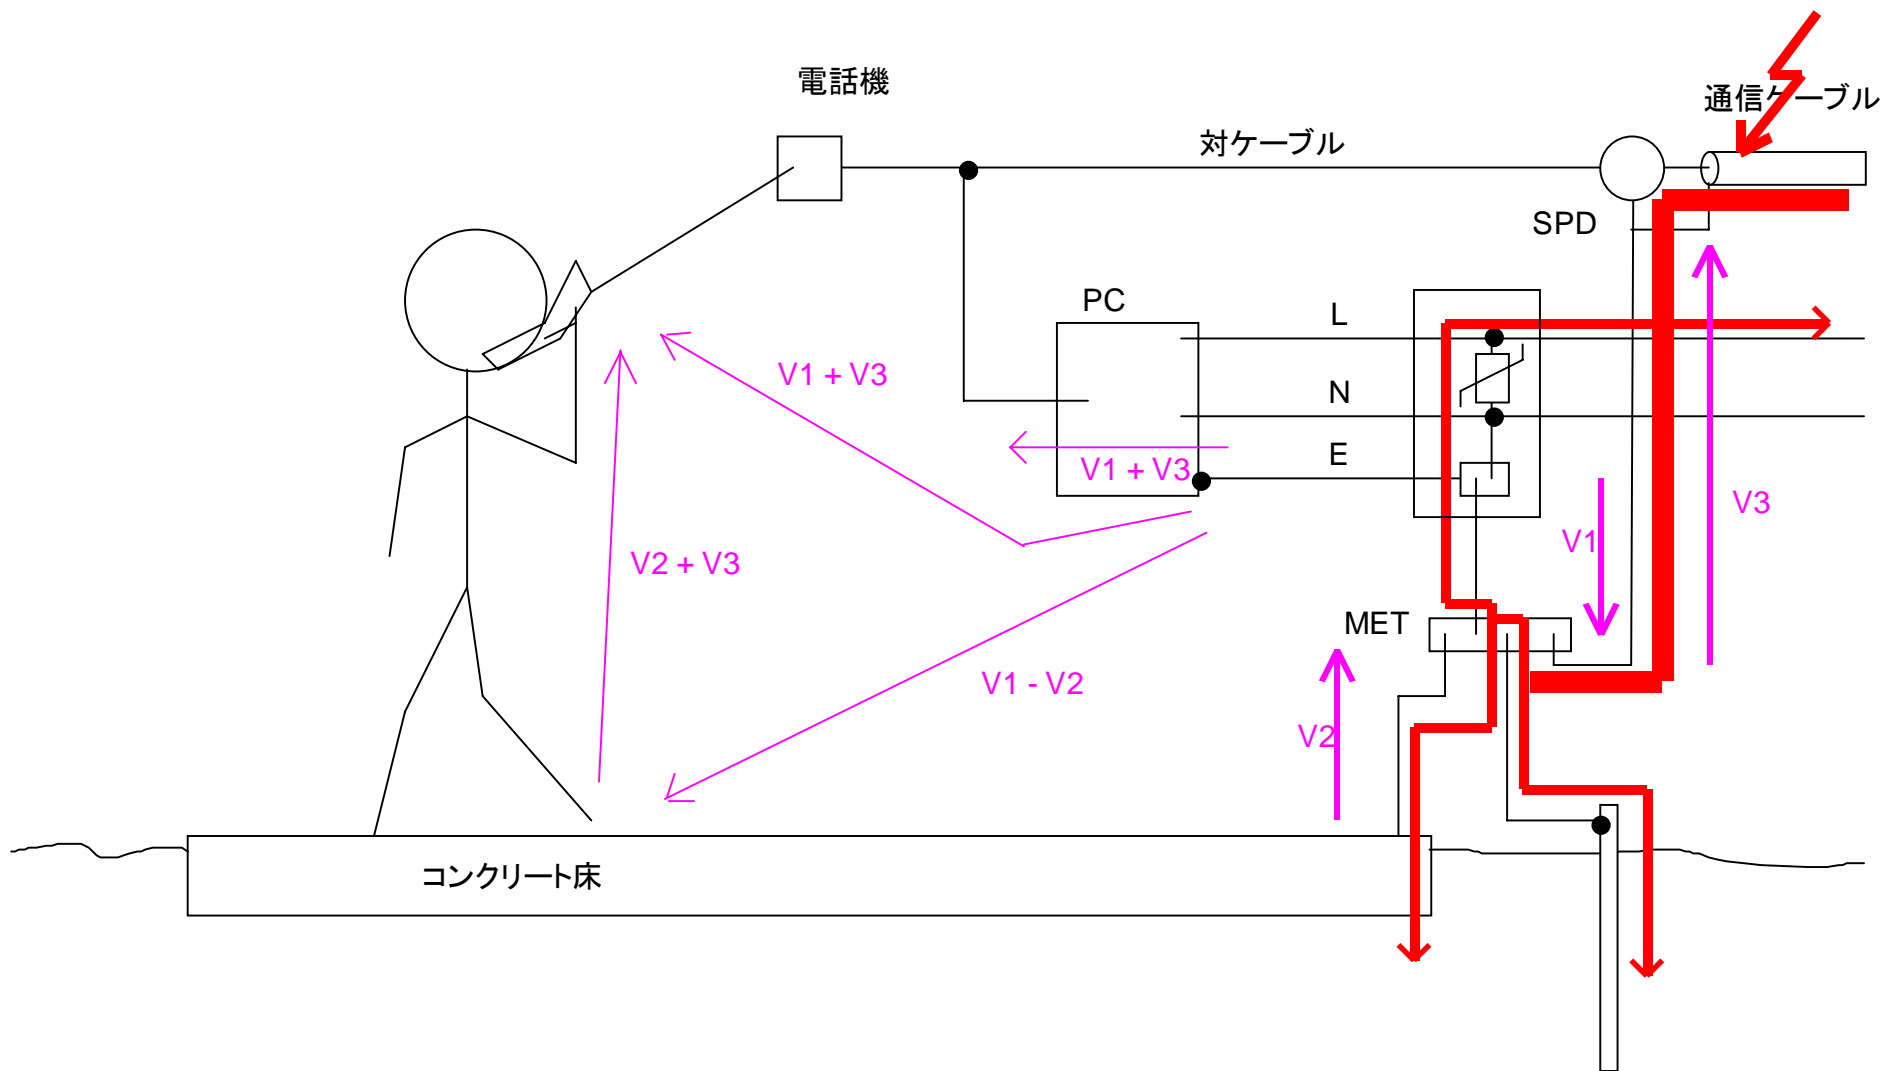 電話機
通信ケーブル
対ケーブル
SPD
PC
L
V1 + V3
N
E
V1 + V3
V3
V1
V2 + V3
MET
V1 - V2
V2
コンクリート床